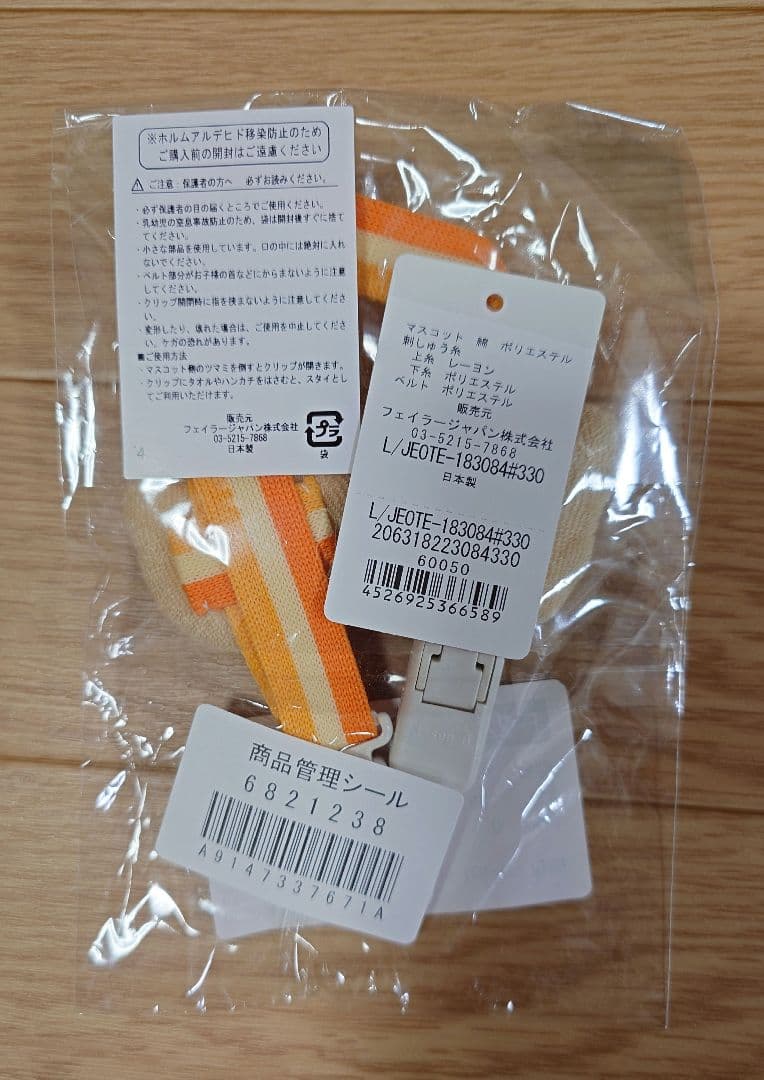 ※ホルムアルデヒド移染防止のため
ご購入前の開封はご遠慮ください
⚠ ご注意：保護者の方へ　必ずお読みください。
・必ず保護者の目の届くところでご使用ください。
・乳幼児の窒息事故防止のため、袋は開封後すぐに捨て
てください。
・小さな部品を使用しています。口の中には絶対に入れ
ないでください。
・ベルト部分がお子様の首などにからまないように注意
してください。
・クリップ開閉時に指を挟まないように注意してくださ
い。
・変形したり、壊れた場合は、ご使用を中止してくださ
い。ケガの恐れがあります。
■ご使用方法
・マスコット側のツマミを倒すとクリップが開きます。
・クリップにタオルやハンカチをはさむと、スタイとし
てご利用いただけます。
販売元
フェイラージャパン株式会社
03-5215-7868
日本製
プラ
袋
4
マスコット　綿　ポリエステル
刺しゅう糸
上糸　レーヨン
下糸　ポリエステル
ベルト　ポリエステル
販売元
フェイラージャパン株式会社
03-5215-7868
L/JEOTE-183084#330
日本製
L/JEOTE-183084#330
206318223084330
60050
4526925366589
商品管理シール
6821238
A9147337671A